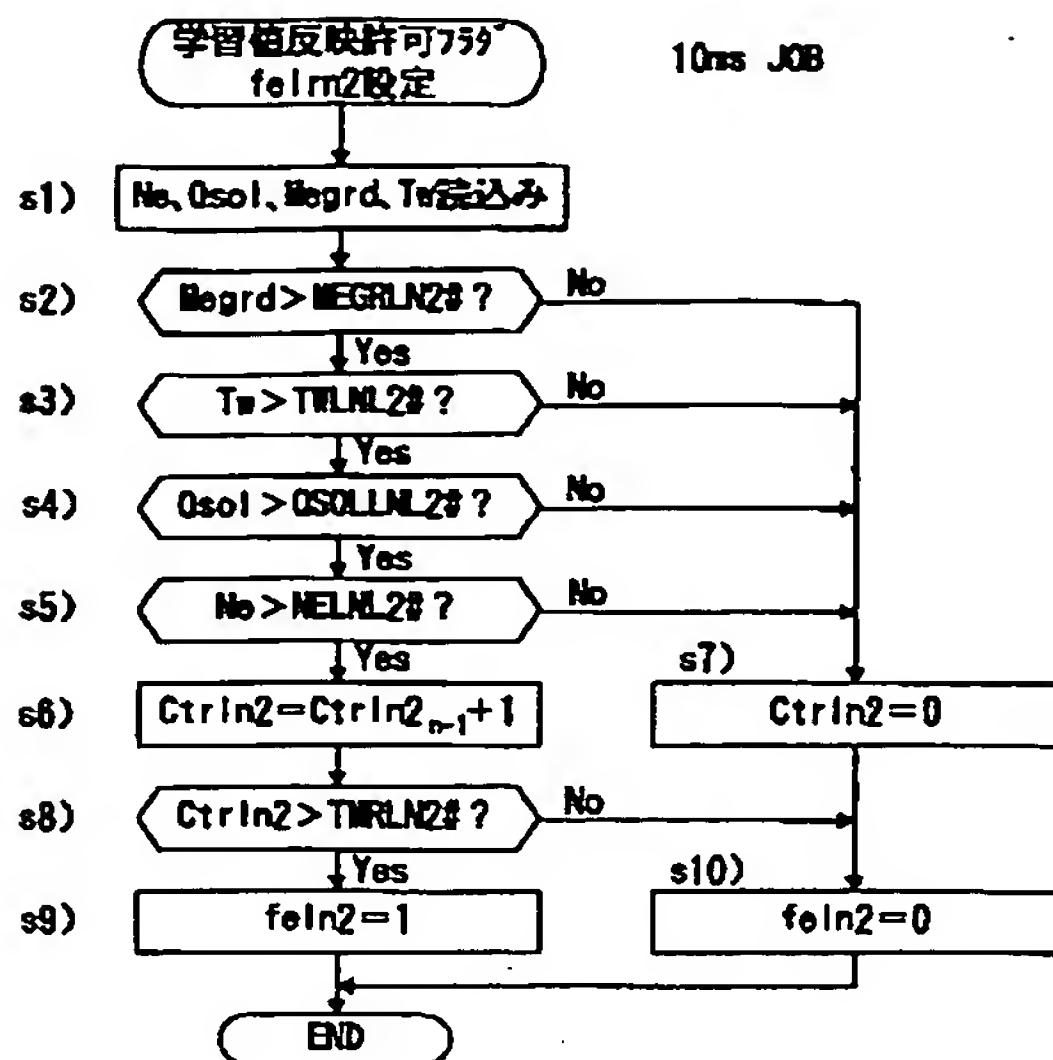 学習値反映許可フラグ
felrn2設定
10ms JOB
s1)
Ne、Qsol、Megrd、Tw読込み
s2)
Megrd>MEGRLN2#?
No
Yes
s3)
Tw>TWLNL2#?
No
Yes
s4)
Qsol>QSOLLNL2#?
No
Yes
s5)
Ne>NELNL2#?
No
Yes
s7)
s6)
Ctrln2=Ctrln2n-1+1
Ctrln2=0
s8)
Ctrln2>TMRLN2#?
No
Yes
s10)
s9)
feln2=1
feln2=0
END